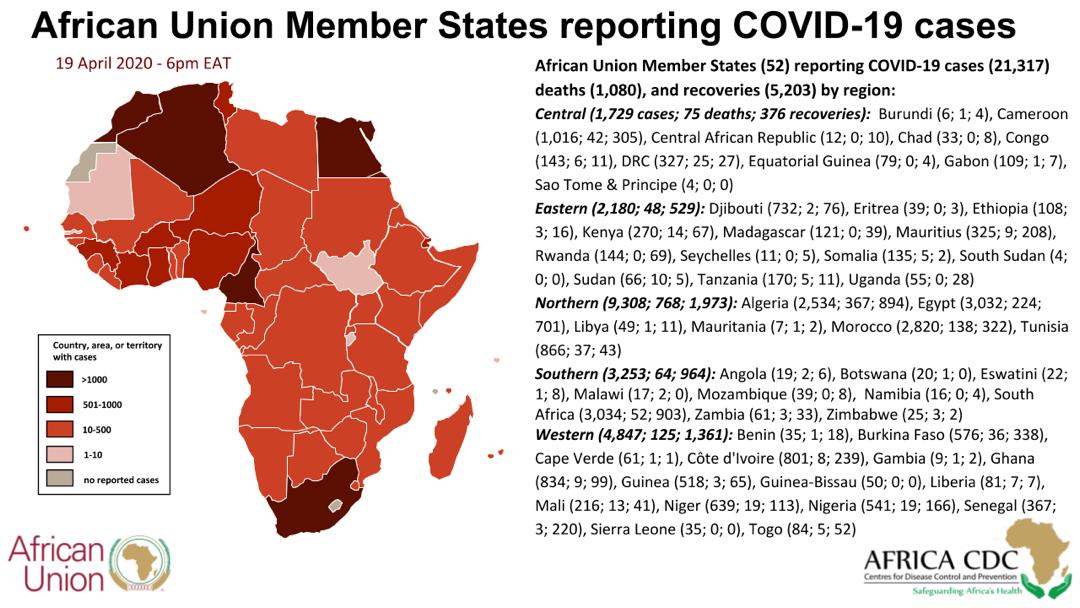 African Union Member States reporting COVID-19 cases
19 April 2020 - 6pm EAT
African Union Member States (52) reporting COVID-19 cases (21,317)
deaths (1,080), and recoveries (5,203) by region:
Central (1,729 cases; 75 deaths; 376 recoveries): Burundi (6; 1; 4), Cameroon
(1,016; 42; 305), Central African Republic (12; 0; 10), Chad (33; 0; 8), Congo
(143; 6; 11), DRC (327; 25; 27), Equatorial Guinea (79; 0; 4), Gabon (109; 1; 7),
Sao Tome & Principe (4; 0; 0)
Eastern (2,180; 48; 529): Djibouti (732; 2; 76), Eritrea (39; 0; 3), Ethiopia (108;
3; 16), Kenya (270; 14; 67), Madagascar (121; 0; 39), Mauritius (325; 9; 208),
Rwanda (144; 0; 69), Seychelles (11; 0; 5), Somalia (135; 5; 2), South Sudan (4;
0; 0), Sudan (66; 10; 5), Tanzania (170; 5; 11), Uganda (55; 0; 28)
Northern (9,308; 768; 1,973): Algeria (2,534; 367; 894), Egypt (3,032; 224;
701), Libya (49; 1; 11), Mauritania (7; 1; 2), Morocco (2,820; 138; 322), Tunisia
(866; 37; 43)
Southern (3,253; 64; 964): Angola (19; 2; 6), Botswana (20; 1; 0), Eswatini (22;
1; 8), Malawi (17; 2; 0), Mozambique (39; 0; 8), Namibia (16; 0; 4), South
Africa (3,034; 52; 903), Zambia (61; 3; 33), Zimbabwe (25; 3; 2)
Western (4,847; 125; 1,361): Benin (35; 1; 18), Burkina Faso (576; 36; 338),
Cape Verde (61; 1; 1), Côte d'Ivoire (801; 8; 239), Gambia (9; 1; 2), Ghana
(834; 9; 99), Guinea (518; 3; 65), Guinea-Bissau (50; 0; 0), Liberia (81; 7; 7),
Mali (216; 13; 41), Niger (639; 19; 113), Nigeria (541; 19; 166), Senegal (367;
3; 220), Sierra Leone (35; 0; 0), Togo (84; 5; 52)
Country, area, or territory
with cases
>1000
501-1000
10-500
1-10
no reported cases
African
Union
AFRICA CDC
Centres for Disease Control and Prevention
Safeguarding Africa's Health